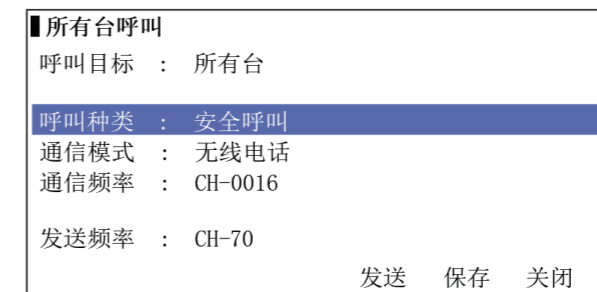 所有台呼叫
呼叫目标 : 所有台
呼叫种类 : 安全呼叫
通信模式 : 无线电话
通信频率 : CH-0016
发送频率 : CH-70
发送 保存 关闭